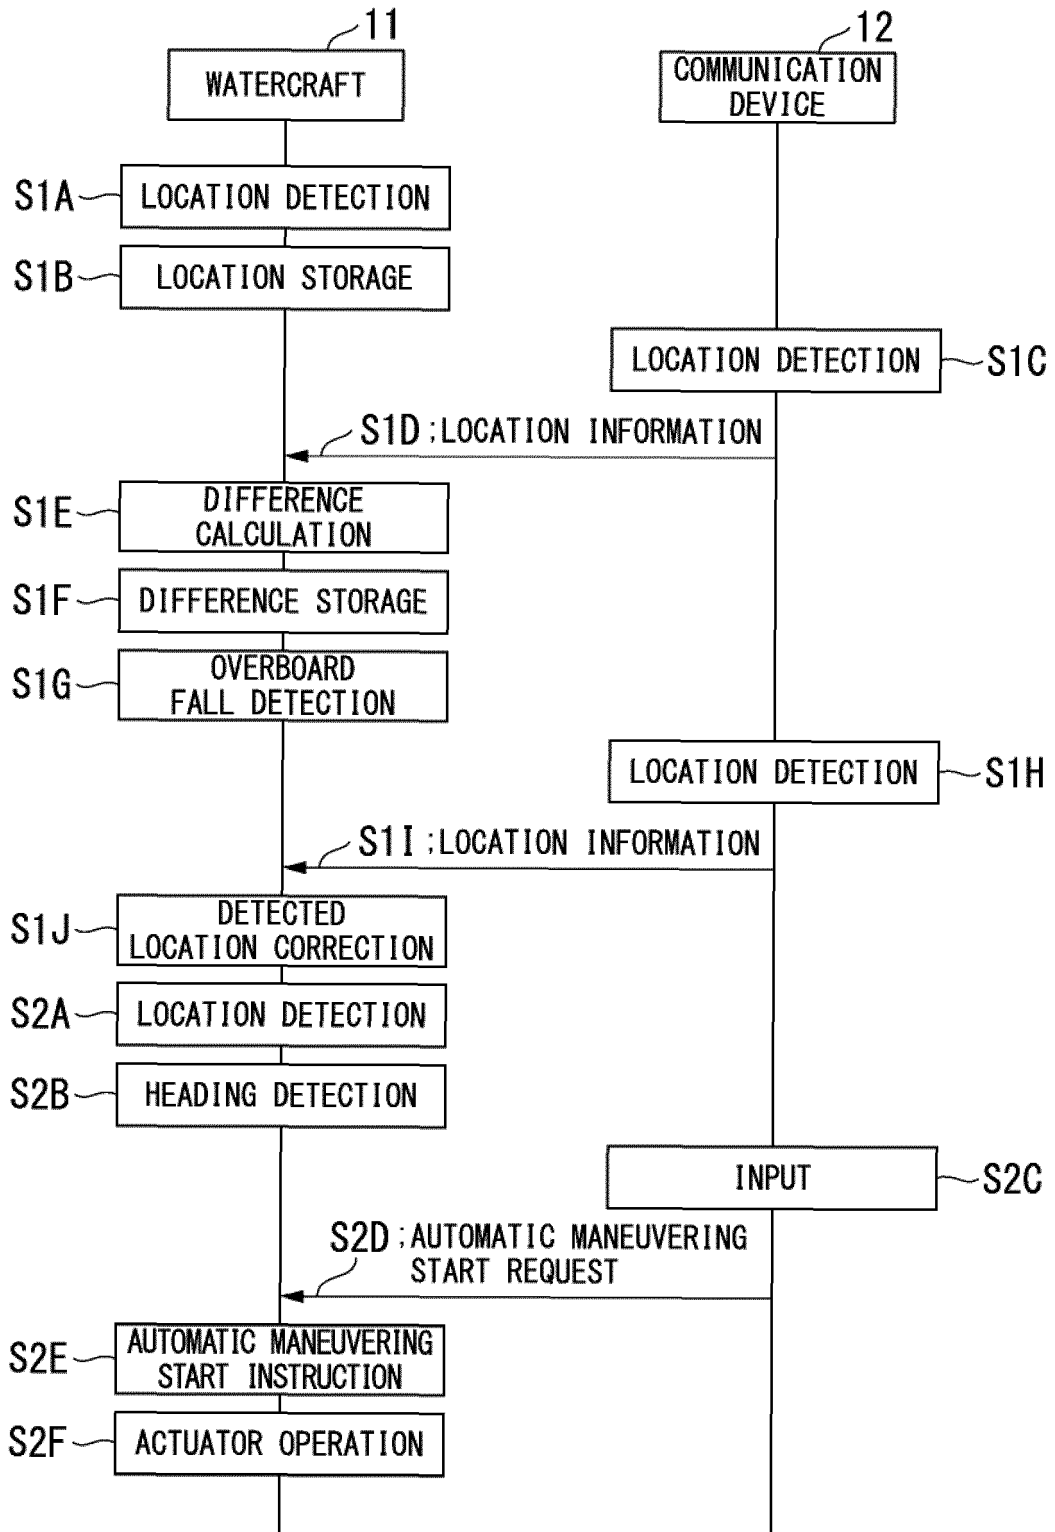 11
12
WATERCRAFT
COMMUNICATION
DEVICE
S1A
LOCATION DETECTION
S1B
LOCATION STORAGE
LOCATION DETECTION
S1C
S1D ;LOCATION INFORMATION
S1E
DIFFERENCE
CALCULATION
S1F
DIFFERENCE STORAGE
S1G
OVERBOARD
FALL DETECTION
LOCATION DETECTION
S1H
S1I ;LOCATION INFORMATION
S1J
DETECTED
LOCATION CORRECTION
S2A
LOCATION DETECTION
S2B
HEADING DETECTION
INPUT
S2C
S2D ;AUTOMATIC MANEUVERING
START REQUEST
S2E
AUTOMATIC MANEUVERING
START INSTRUCTION
S2F
ACTUATOR OPERATION